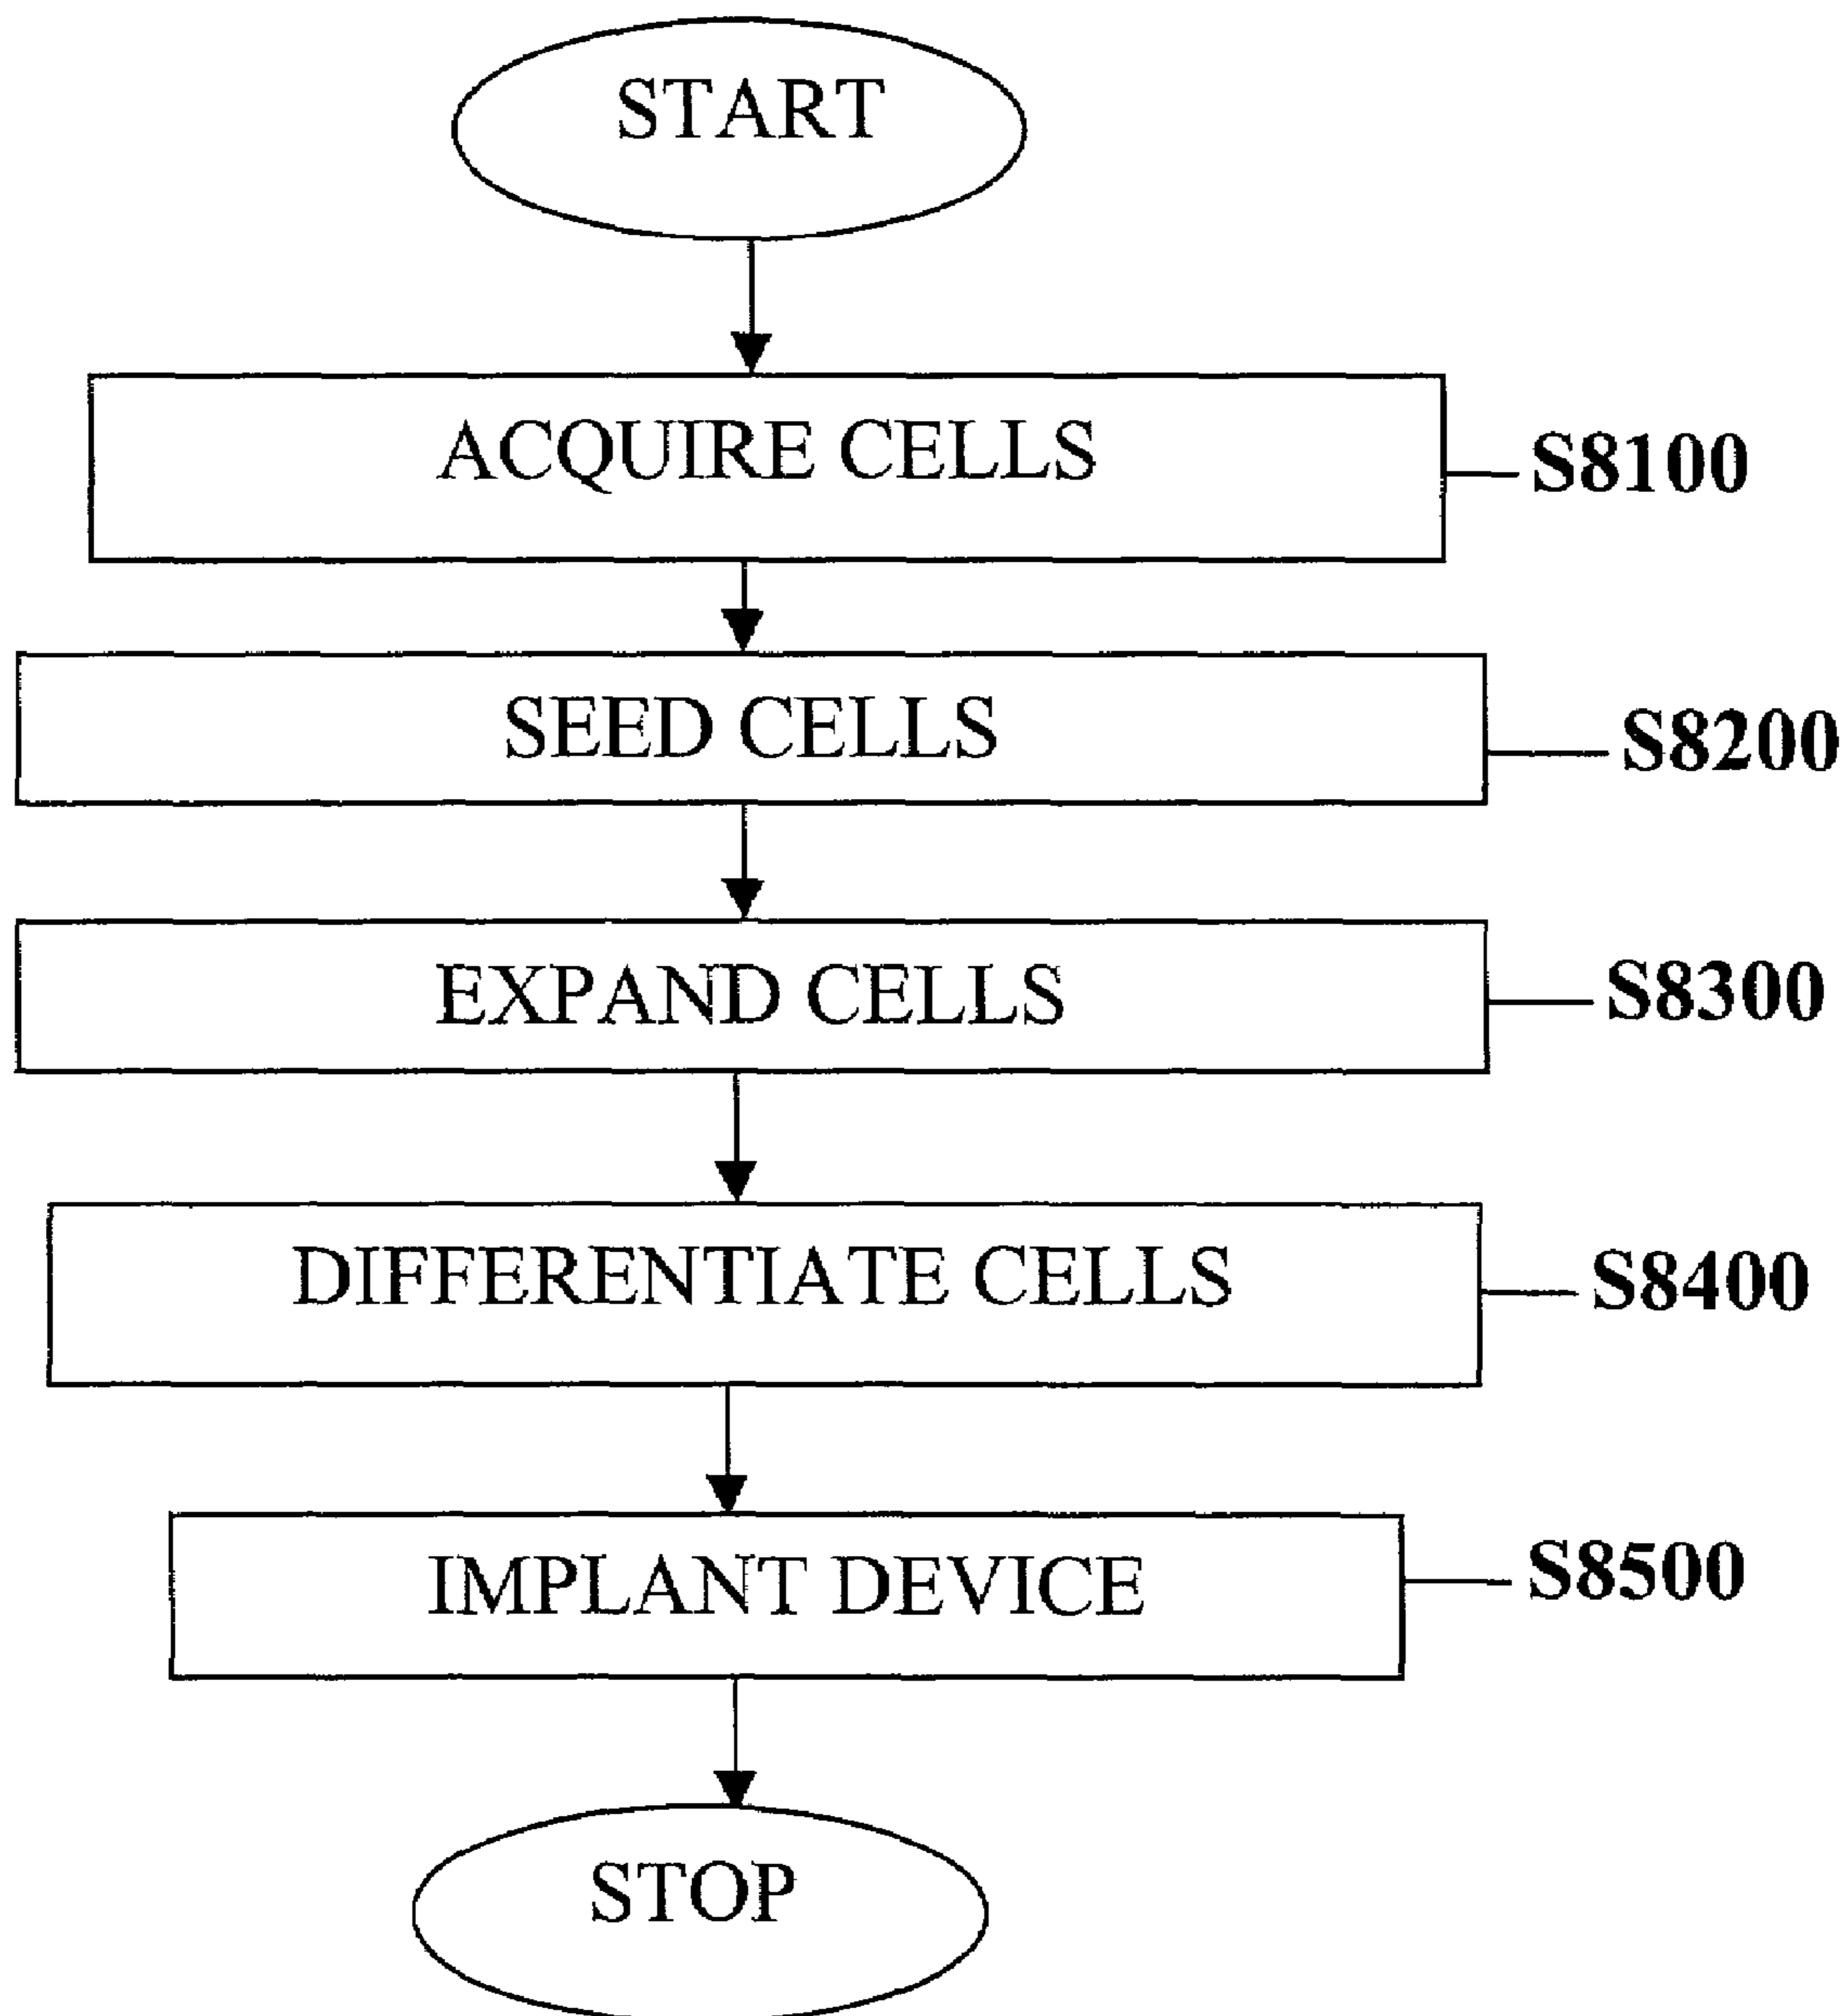 START
ACQUIRE CELLS
S8100
SEED CELLS
S8200
EXPAND CELLS
S8300
DIFFERENTIATE CELLS
S8400
IMPLANT DEVICE
S8500
STOP